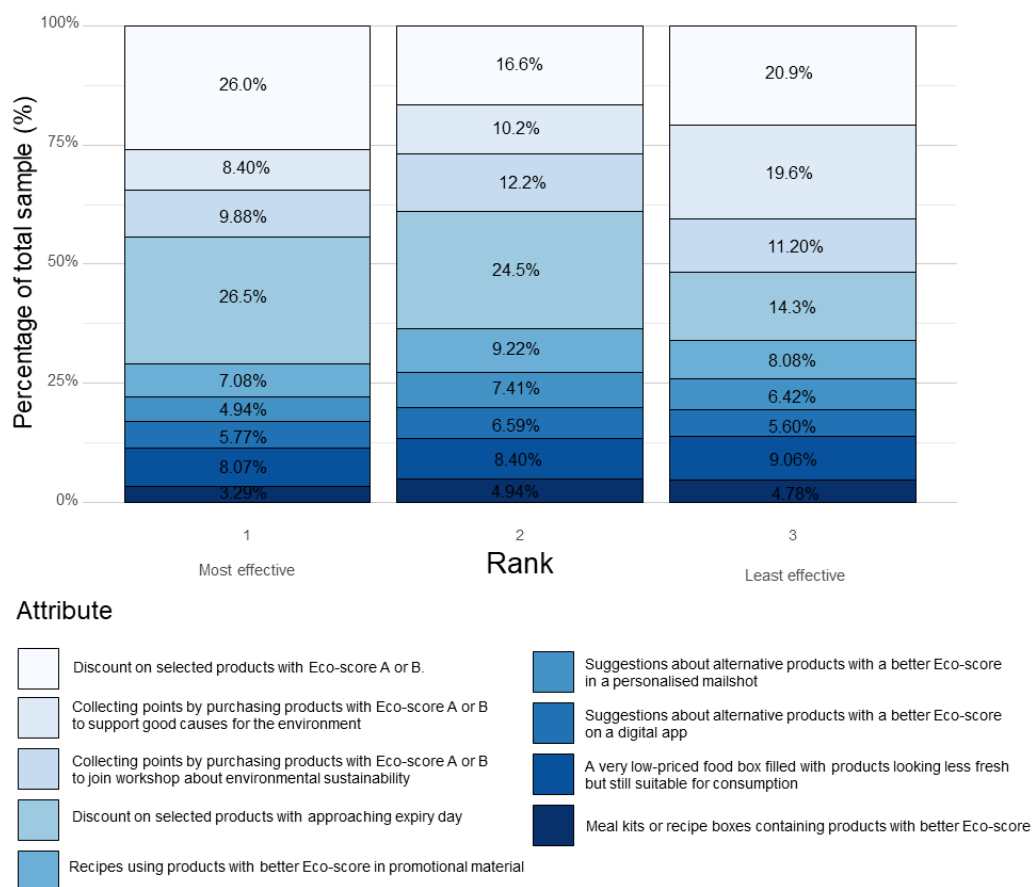 100%
75%
50%
25%
0%
Percentage of total sample (%)
26.0%
8.40%
9.88%
26.5%
7.08%
4.94%
5.77%
8.07%
3.29%
16.6%
10.2%
12.2%
24.5%
9.22%
7.41%
6.59%
8.40%
4.94%
20.9%
19.6%
11.20%
14.3%
8.08%
6.42%
5.60%
9.06%
4.78%
1
2
3
Most effective
Rank
Least effective
Attribute
Discount on selected products with Eco-score A or B.
Collecting points by purchasing products with Eco-score A or B
to support good causes for the environment
Collecting points by purchasing products with Eco-score A or B
to join workshop about environmental sustainability
Discount on selected products with approaching expiry day
Recipes using products with better Eco-score in promotional material
Suggestions about alternative products with a better Eco-score
in a personalised mailshot
Suggestions about alternative products with a better Eco-score
on a digital app
A very low-priced food box filled with products looking less fresh
but still suitable for consumption
Meal kits or recipe boxes containing products with better Eco-score